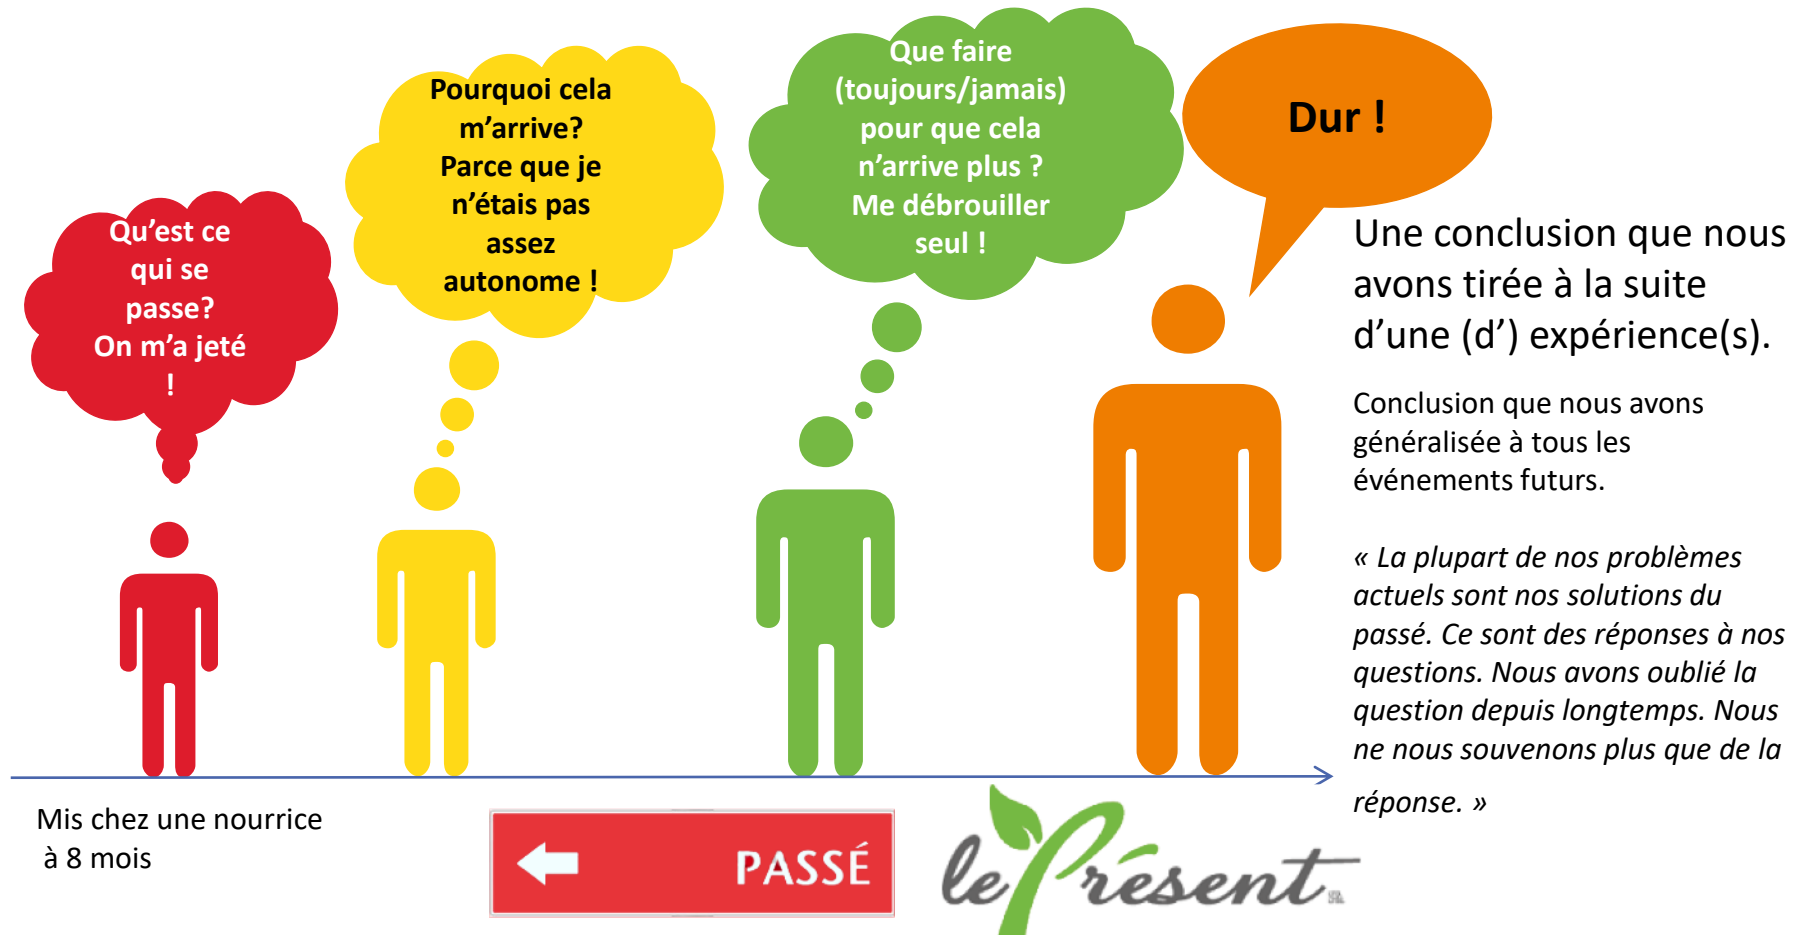 Qu’est ce
qui se
passe?
On m’a jeté
!
Pourquoi cela
m’arrive?
Parce que je
n’étais pas
assez
autonome !
Que faire
(toujours/jamais)
pour que cela
n’arrive plus ?
Me débrouiller
seul !
Dur !
Une conclusion que nous
avons tirée à la suite
d’une (d’) expérience(s).
Conclusion que nous avons
généralisée à tous les
événements futurs.
« La plupart de nos problèmes
actuels sont nos solutions du
passé. Ce sont des réponses à nos
questions. Nous avons oublié la
question depuis longtemps. Nous
ne nous souvenons plus que de la
réponse. »
Mis chez une nourrice
à 8 mois
PASSÉ
le Présent